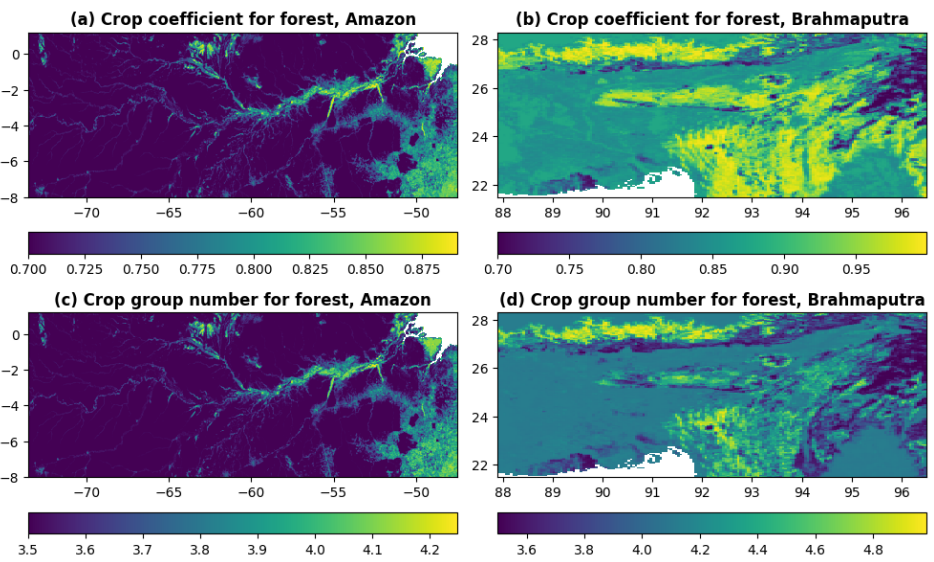 (a) Crop coefficient for forest, Amazon
(b) Crop coefficient for forest, Brahmaputra
0
−2
−4
−6
−8
−70 −65 −60 −55 −50
28
26
24
22
88 89 90 91 92 93 94 95 96
0.700 0.725 0.750 0.775 0.800 0.825 0.850 0.875
0.70 0.75 0.80 0.85 0.90 0.95
(c) Crop group number for forest, Amazon
(d) Crop group number for forest, Brahmaputra
0
−2
−4
−6
−8
−70 −65 −60 −55 −50
28
26
24
22
88 89 90 91 92 93 94 95 96
3.5 3.6 3.7 3.8 3.9 4.0 4.1 4.2
3.6 3.8 4.0 4.2 4.4 4.6 4.8